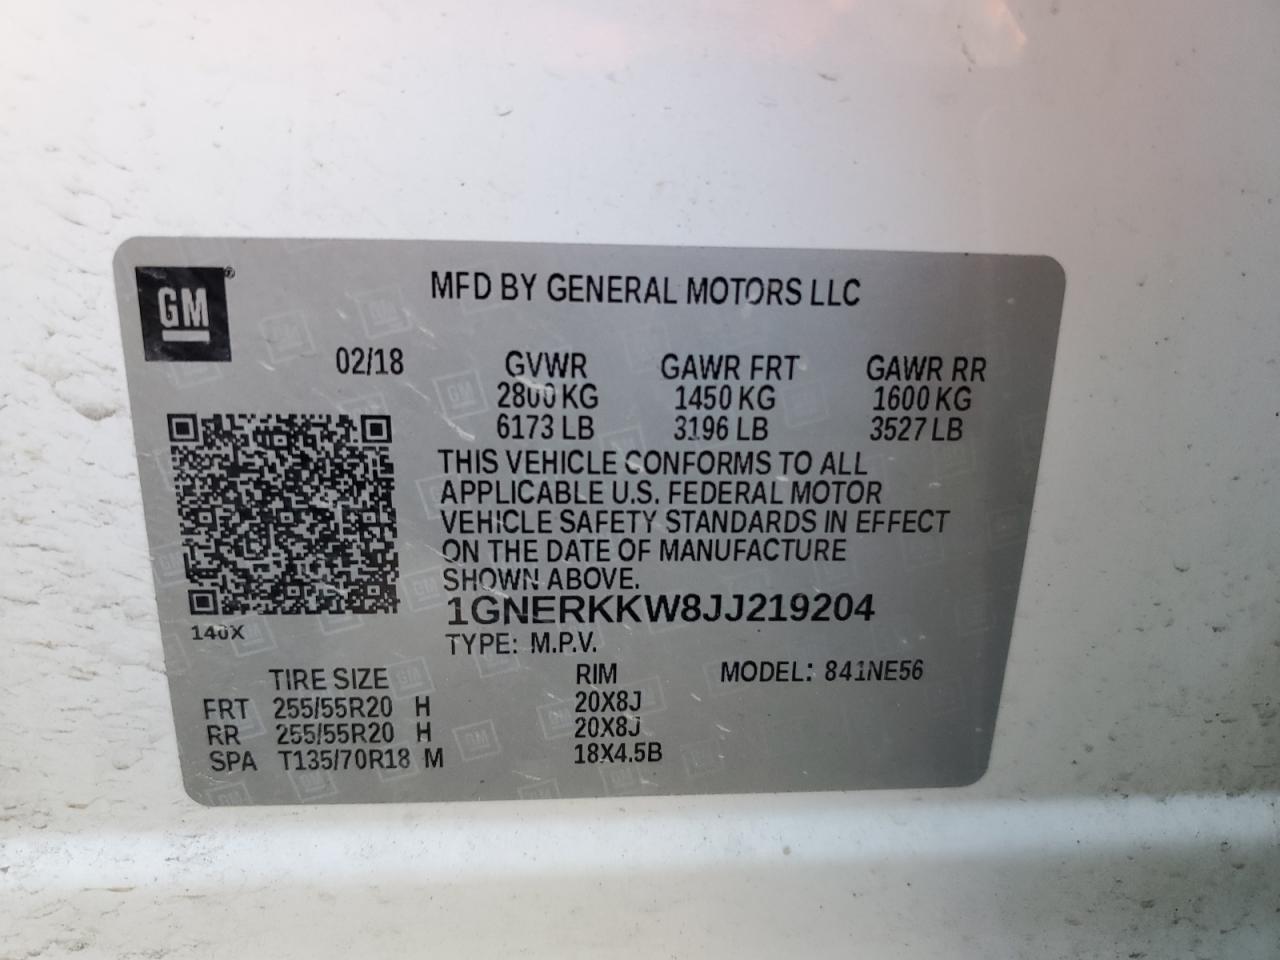 GM
MFD BY GENERAL MOTORS LLC
02/18 GVWR GAWR FRT GAWR RR
2800 KG 1450 KG 1600 KG
6173 LB 3196 LB 3527 LB
THIS VEHICLE CONFORMS TO ALL
APPLICABLE U.S. FEDERAL MOTOR
VEHICLE SAFETY STANDARDS IN EFFECT
ON THE DATE OF MANUFACTURE
SHOWN ABOVE.
1GNERKKW8JJ219204
140X
TYPE: M.P.V.
TIRE SIZE RIM MODEL: 841NE56
FRT 255/55R20 H 20X8J
RR 255/55R20 H 20X8J
SPA T135/70R18 M 18X4.5B